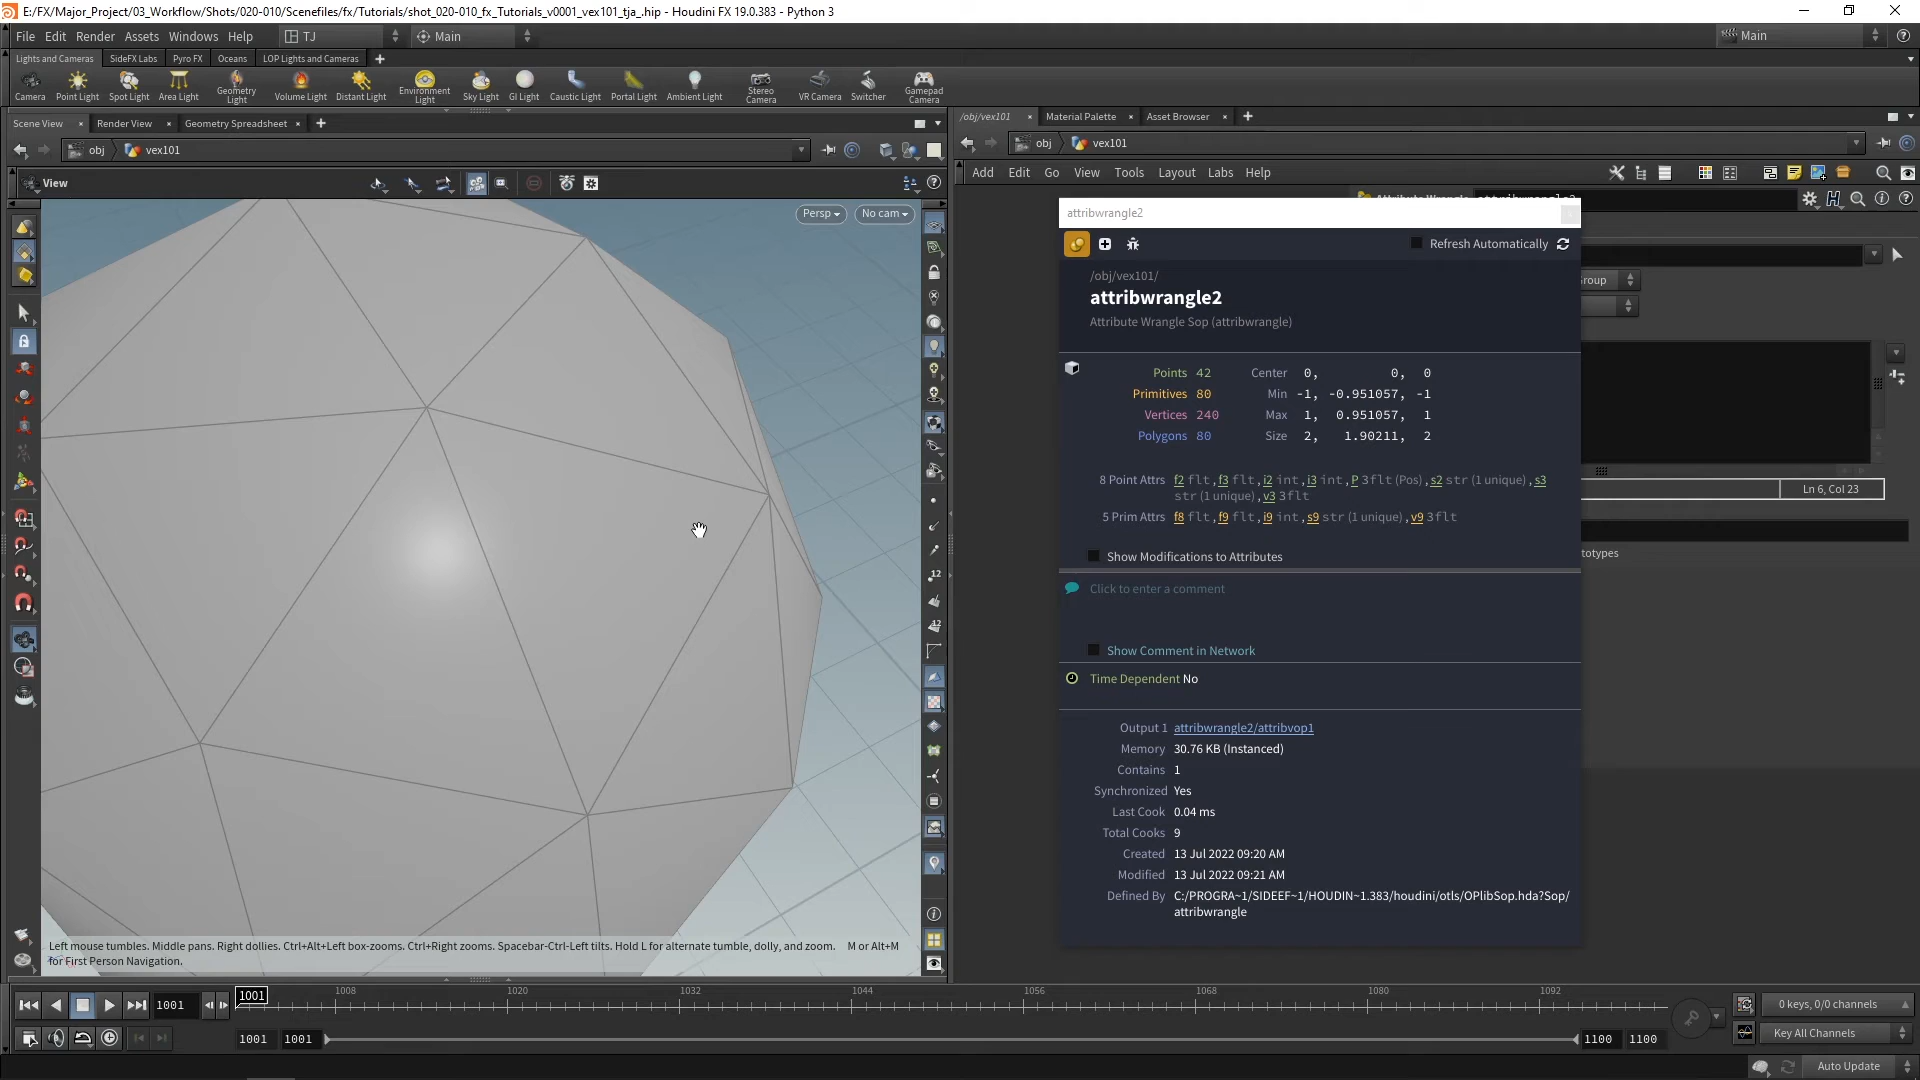 E:/FX/Major_Project/03_Workflow/Shots/020-010/Scenefiles/fx/Tutorials/shot_020-010_fx_Tutorials_v0001_vex101_tja_.hip - Houdini FX 19.0.383 - Python 3
File Edit Render Assets Windows Help TJ Main Main
Lights and Cameras SideFX Labs Pyro FX Oceans LOP Lights and Cameras
Camera Point Light Spot Light Area Light Geometry Light Volume Light Distant Light Environment Light Sky Light GI Light Caustic Light Portal Light Ambient Light Stereo Camera VR Camera Switcher Gamepad Camera
Scene View Render View Geometry Spreadsheet
/obj/vex101 Material Palette Asset Browser
obj vex101
obj vex101
View
Add Edit Go View Tools Layout Labs Help
Persp No cam
attribwrangle2
Refresh Automatically
/obj/vex101/
attribwrangle2
Attribute Wrangle Sop (attribwrangle)
roup
Points 42 Center 0, 0, 0
Primitives 80 Min -1, -0.951057, -1
Vertices 240 Max 1, 0.951057, 1
Polygons 80 Size 2, 1.90211, 2
8 Point Attrs f2 flt , f3 flt , i2 int , i3 int , P 3flt (Pos) , s2 str (1 unique) , s3
str (1 unique) , v3 3flt
5 Prim Attrs f8 flt , f9 flt , i9 int , s9 str (1 unique) , v9 3flt
Ln 6, Col 23
totypes
Show Modifications to Attributes
Click to enter a comment
Show Comment in Network
Time Dependent No
Output 1 attribwrangle2/attribvop1
Memory 30.76 KB (Instanced)
Contains 1
Synchronized Yes
Last Cook 0.04 ms
Total Cooks 9
Created 13 Jul 2022 09:20 AM
Modified 13 Jul 2022 09:21 AM
Defined By C:/PROGRA~1/SIDEEF~1/HOUDIN~1.383/houdini/otls/OPlibSop.hda?Sop/
attribwrangle
Left mouse tumbles. Middle pans. Right dollies. Ctrl+Alt+Left box-zooms. Ctrl+Right zooms. Spacebar-Ctrl-Left tilts. Hold L for alternate tumble, dolly, and zoom. M or Alt+M
for First Person Navigation.
1001 1001 1008 1020 1032 1044 1056 1068 1080 1092
0 keys, 0/0 channels
1001 1001 1100 1100
Key All Channels
Auto Update